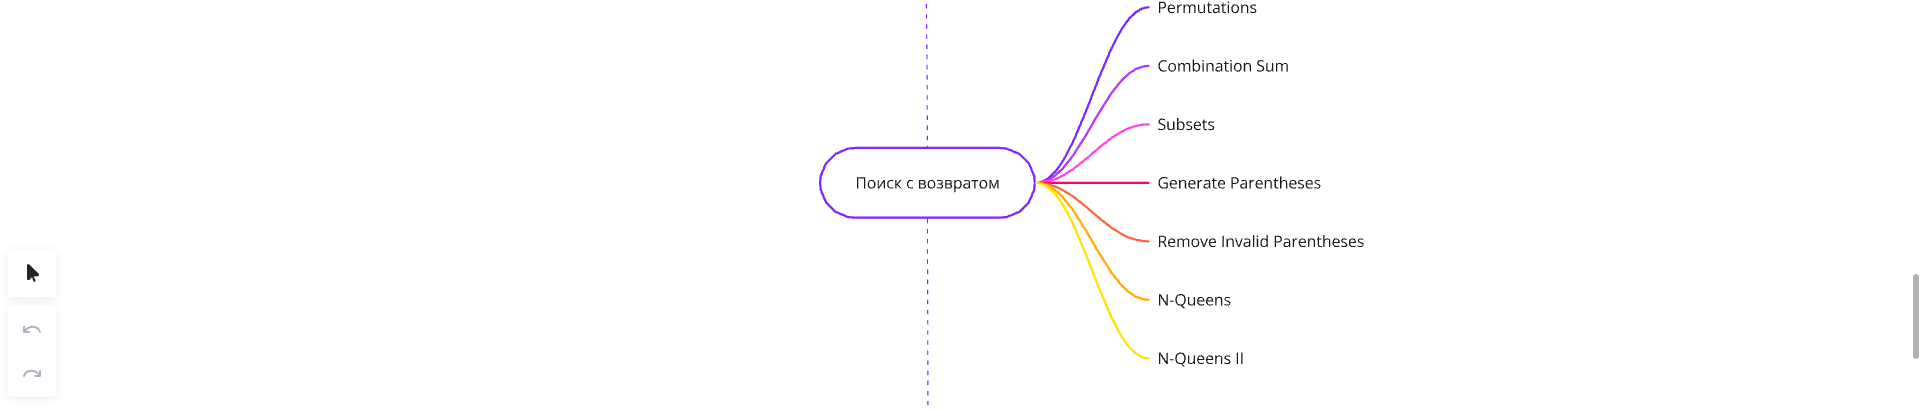 Permutations
Combination Sum
Subsets
Поиск с возвратом
Generate Parentheses
Remove Invalid Parentheses
N-Queens
N-Queens II